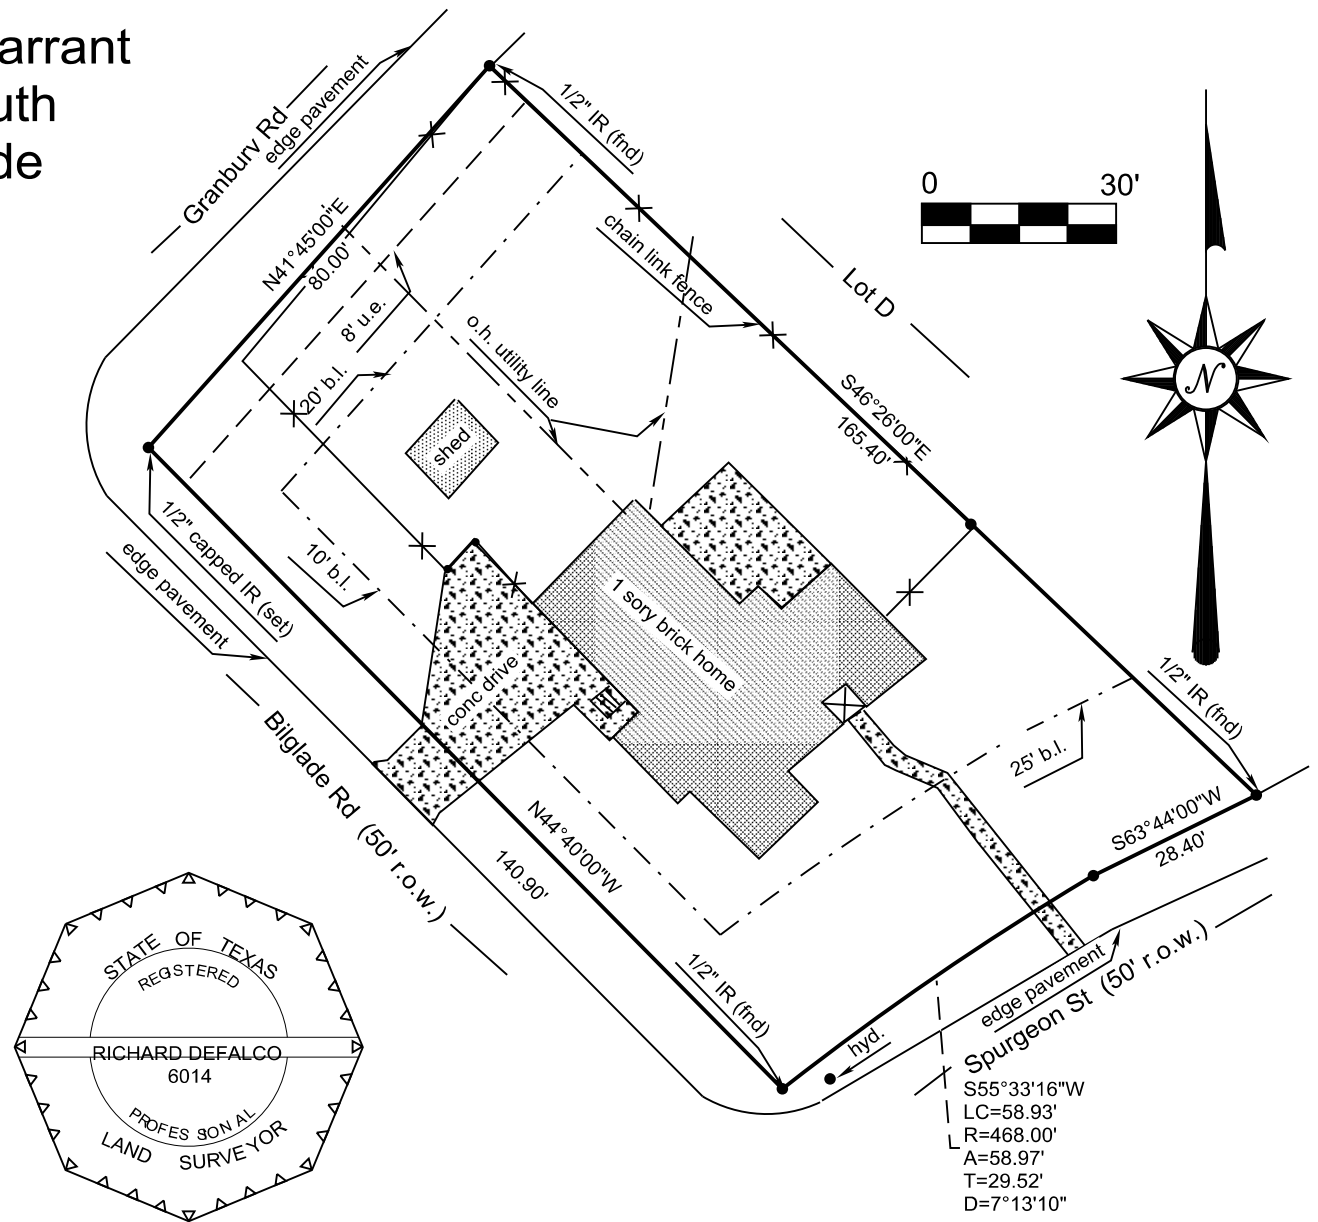 arrant
uth
de
Granbury Rd
edge pavement
1/2" IR (fnd)
N41°45'00"E
80.00'
8' u.e.
20' b.l.
chain link fence
o.h. utility line
0 30'
Lot D
N
S46°26'00"E
165.40'
shed
1/2" capped IR (set)
edge pavement
10' b.l.
1 sory brick home
conc drive
Bilglade Rd (50' r.o.w.)
N44°40'00"W
140.90'
1/2" IR (fnd)
25' b.l.
S63°44'00"W
28.40'
1/2" IR (fnd)
edge pavement
Spurgeon St (50' r.o.w.)
hyd.
S55°33'16"W
LC=58.93'
R=468.00'
A=58.97'
T=29.52'
D=7°13'10"
STATE OF TEXAS
REGISTERED
RICHARD DEFALCO
6014
PROFESSIONAL
LAND SURVEYOR